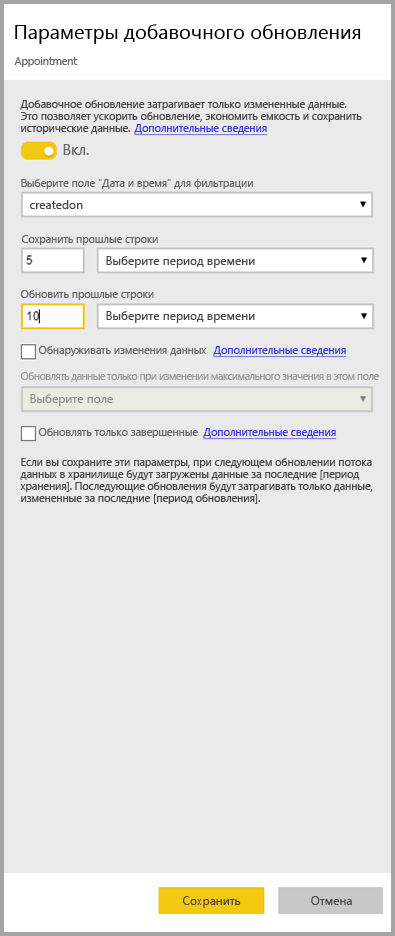 Параметры добавочного обновления
Appointment
Добавочное обновление затрагивает только измененные данные.
Это позволяет ускорить обновление, экономить емкость и сохранить
исторические данные. Дополнительные сведения
Вкл.
Выберите поле "Дата и время" для фильтрации
createdon
Сохранить прошлые строки
5 Выберите период времени
Обновить прошлые строки
10 Выберите период времени
Обнаруживать изменения данных Дополнительные сведения
Обновлять данные только при изменении максимального значения в этом поле
Выберите поле
Обновлять только завершенные Дополнительные сведения
Если вы сохраните эти параметры, при следующем обновлении потока
данных в хранилище будут загружены данные за последние [период
хранения]. Последующие обновления будут затрагивать только данные,
измененные за последние [период обновления].
Сохранить Отмена